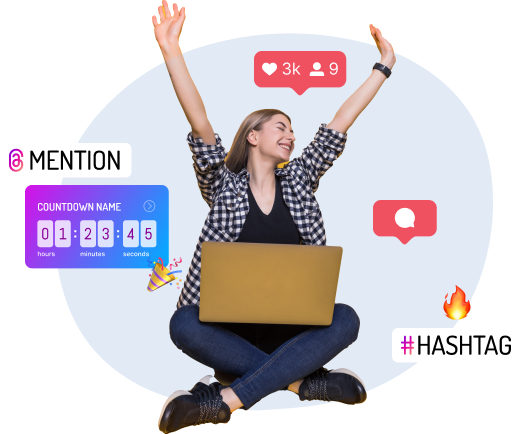 3k 9
@MENTION
COUNTDOWN NAME
01:23:45
hours minutes seconds
#HASHTAG